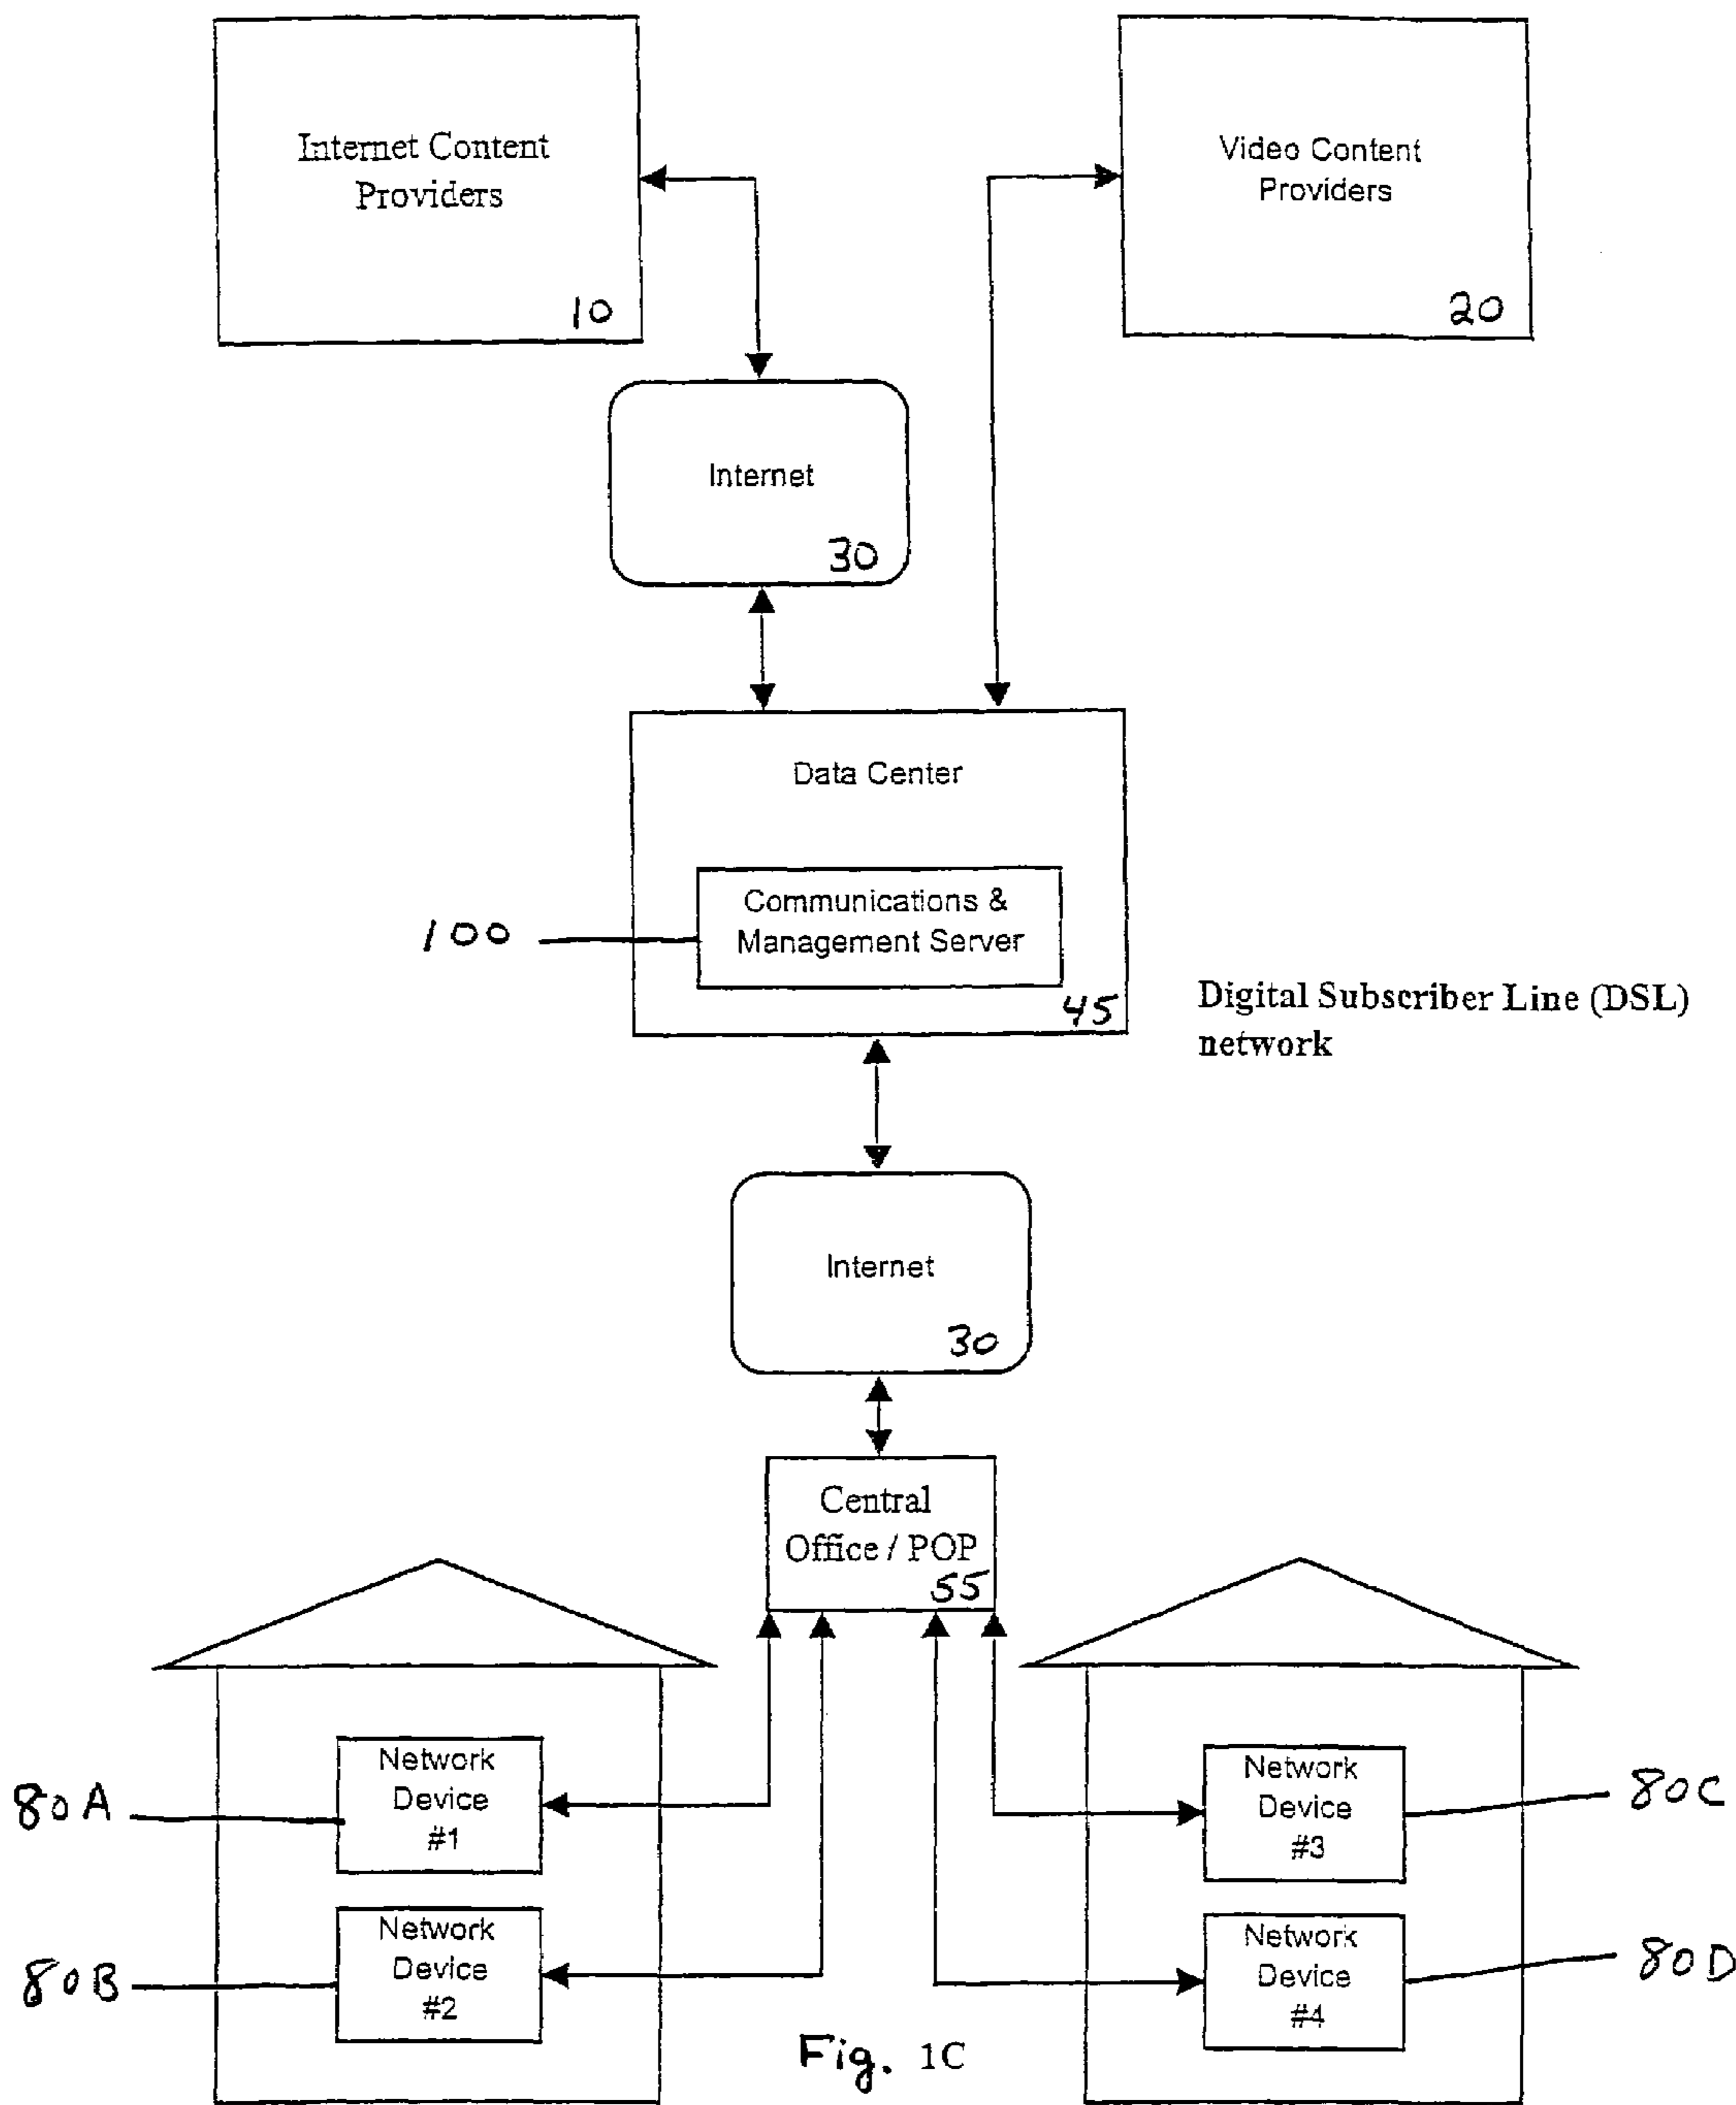 Internet Content
Providers
10
Video Content
Providers
20
Internet
30
Data Center
Communications &
Management Server
100
45
Digital Subscriber Line (DSL)
network
Internet
30
Central
Office / POP
55
Network
Device
#1
80A
Network
Device
#3
80C
Network
Device
#2
80B
Network
Device
#4
80D
Fig. 1C